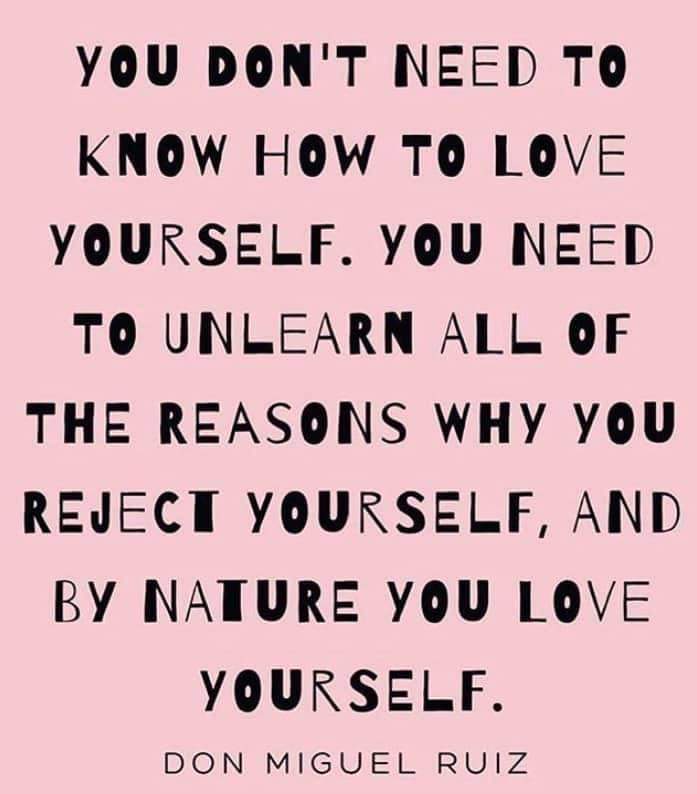 YOU DON'T NEED TO
KNOW HOW TO LOVE
YOURSELF. YOU NEED
TO UNLEARN ALL OF
THE REASONS WHY YOU
REJECT YOURSELF, AND
BY NATURE YOU LOVE
YOURSELF.
DON MIGUEL RUIZ